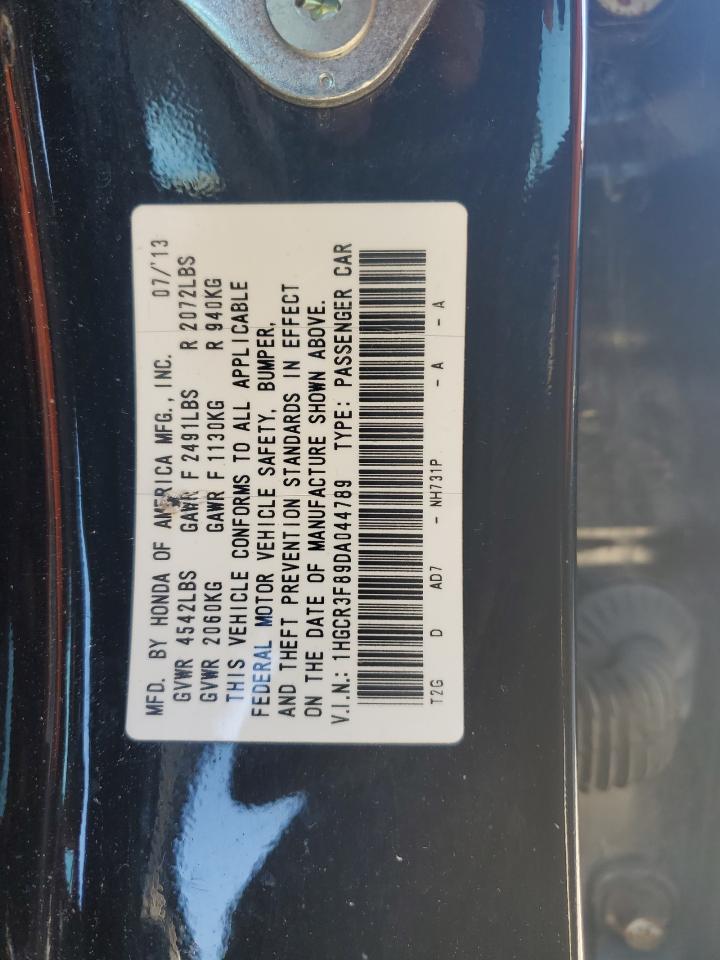 MFD. BY HONDA OF AMERICA MFG., INC. 07/'13
GVWR 4542LBS GAWR F 2491LBS R 2072LBS
GVWR 2060KG GAWR F 1130KG R 940KG
THIS VEHICLE CONFORMS TO ALL APPLICABLE
FEDERAL MOTOR VEHICLE SAFETY, BUMPER,
AND THEFT PREVENTION STANDARDS IN EFFECT
ON THE DATE OF MANUFACTURE SHOWN ABOVE.
V.I.N.: 1HGCR3F89DA044789 TYPE: PASSENGER CAR
T2G D AD7 - NH731P - A - A